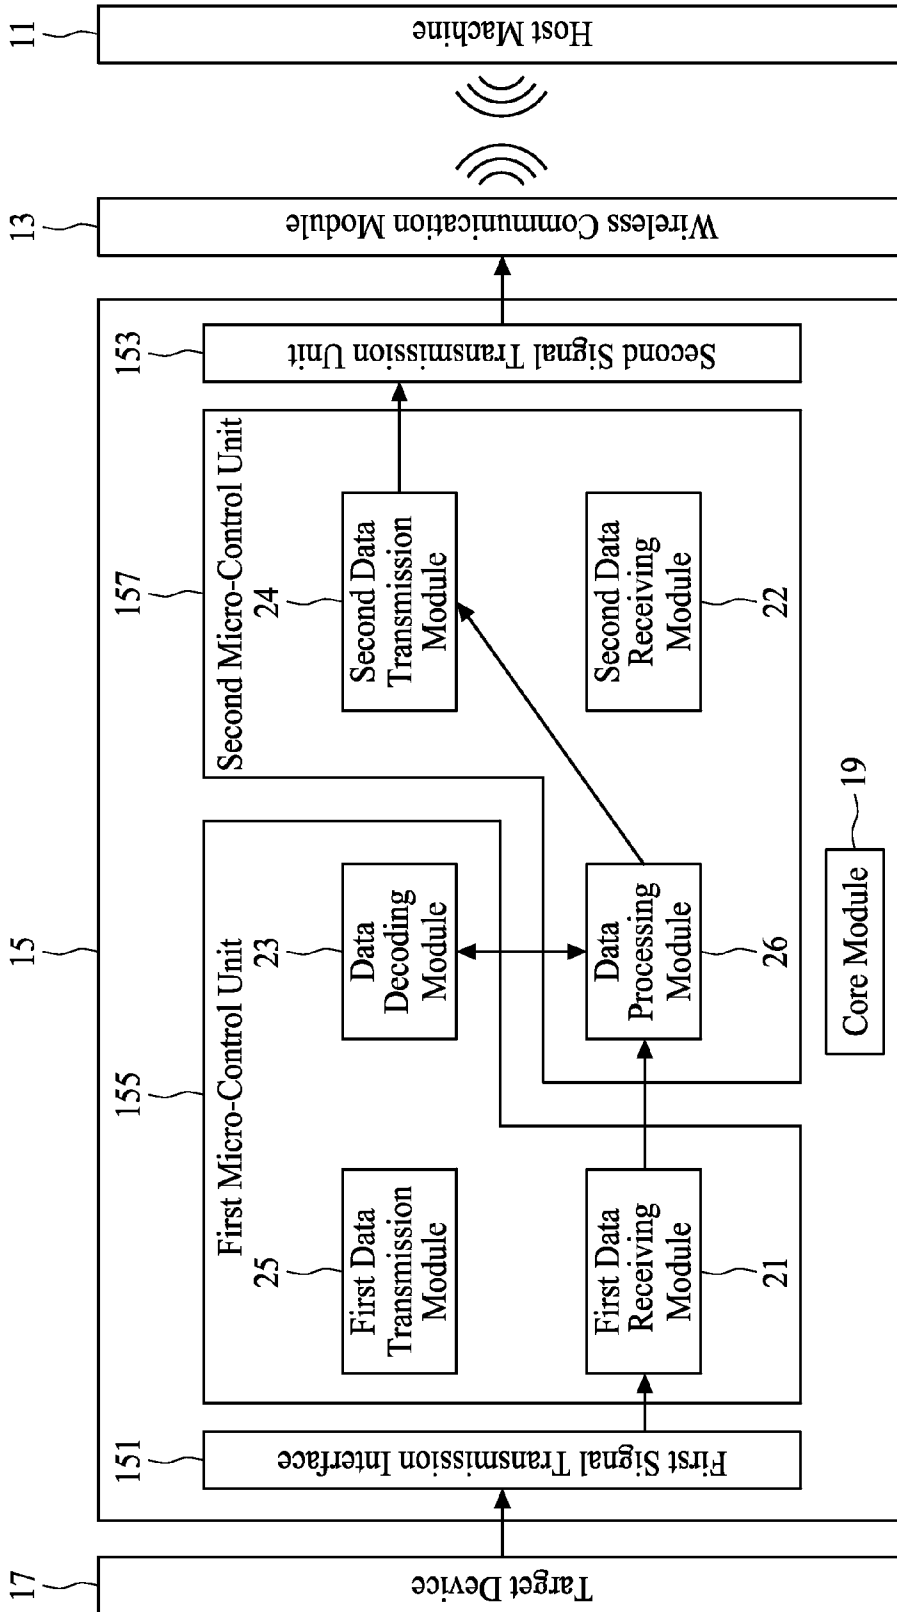 17
Target Device
15
151
First Signal Transmission Interface
155
First Micro-Control Unit
25
First Data
Transmission
Module
First Data
Receiving
Module
21
23
Data
Decoding
Module
Data
Processing
Module
26
157
Second Micro-Control Unit
24
Second Data
Transmission
Module
Second Data
Receiving
Module
22
153
Second Signal Transmission Unit
Core Module
19
13
Wireless Communication Module
11
Host Machine